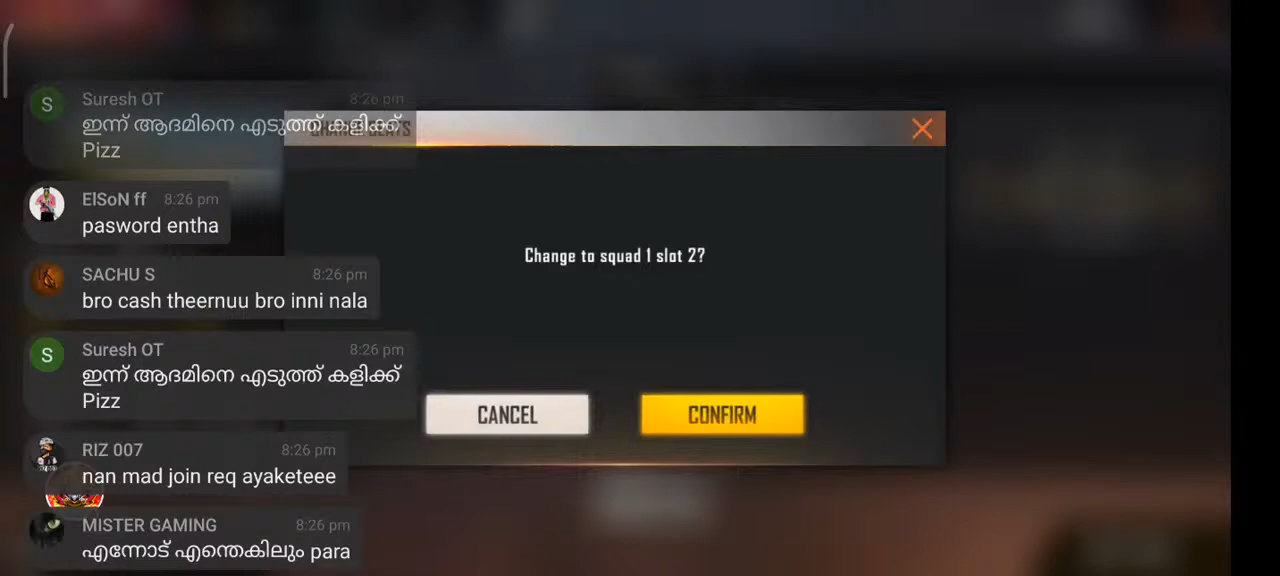 Suresh OT 8:26 pm
ഇന്ന് ആദമിനെ എടുത്ത് കളിക്ക്
Pizz
ElSoN ff 8:26 pm
pasword entha
SACHU S 8:26 pm
bro cash theernuu bro inni nala
Suresh OT 8:26 pm
ഇന്ന് ആദമിനെ എടുത്ത് കളിക്ക്
Pizz
RIZ 007 8:26 pm
nan mad join req ayaketeee
MISTER GAMING 8:26 pm
എന്നോട് എന്തെകിലും para
Change to squad 1 slot 2?
CANCEL
CONFIRM